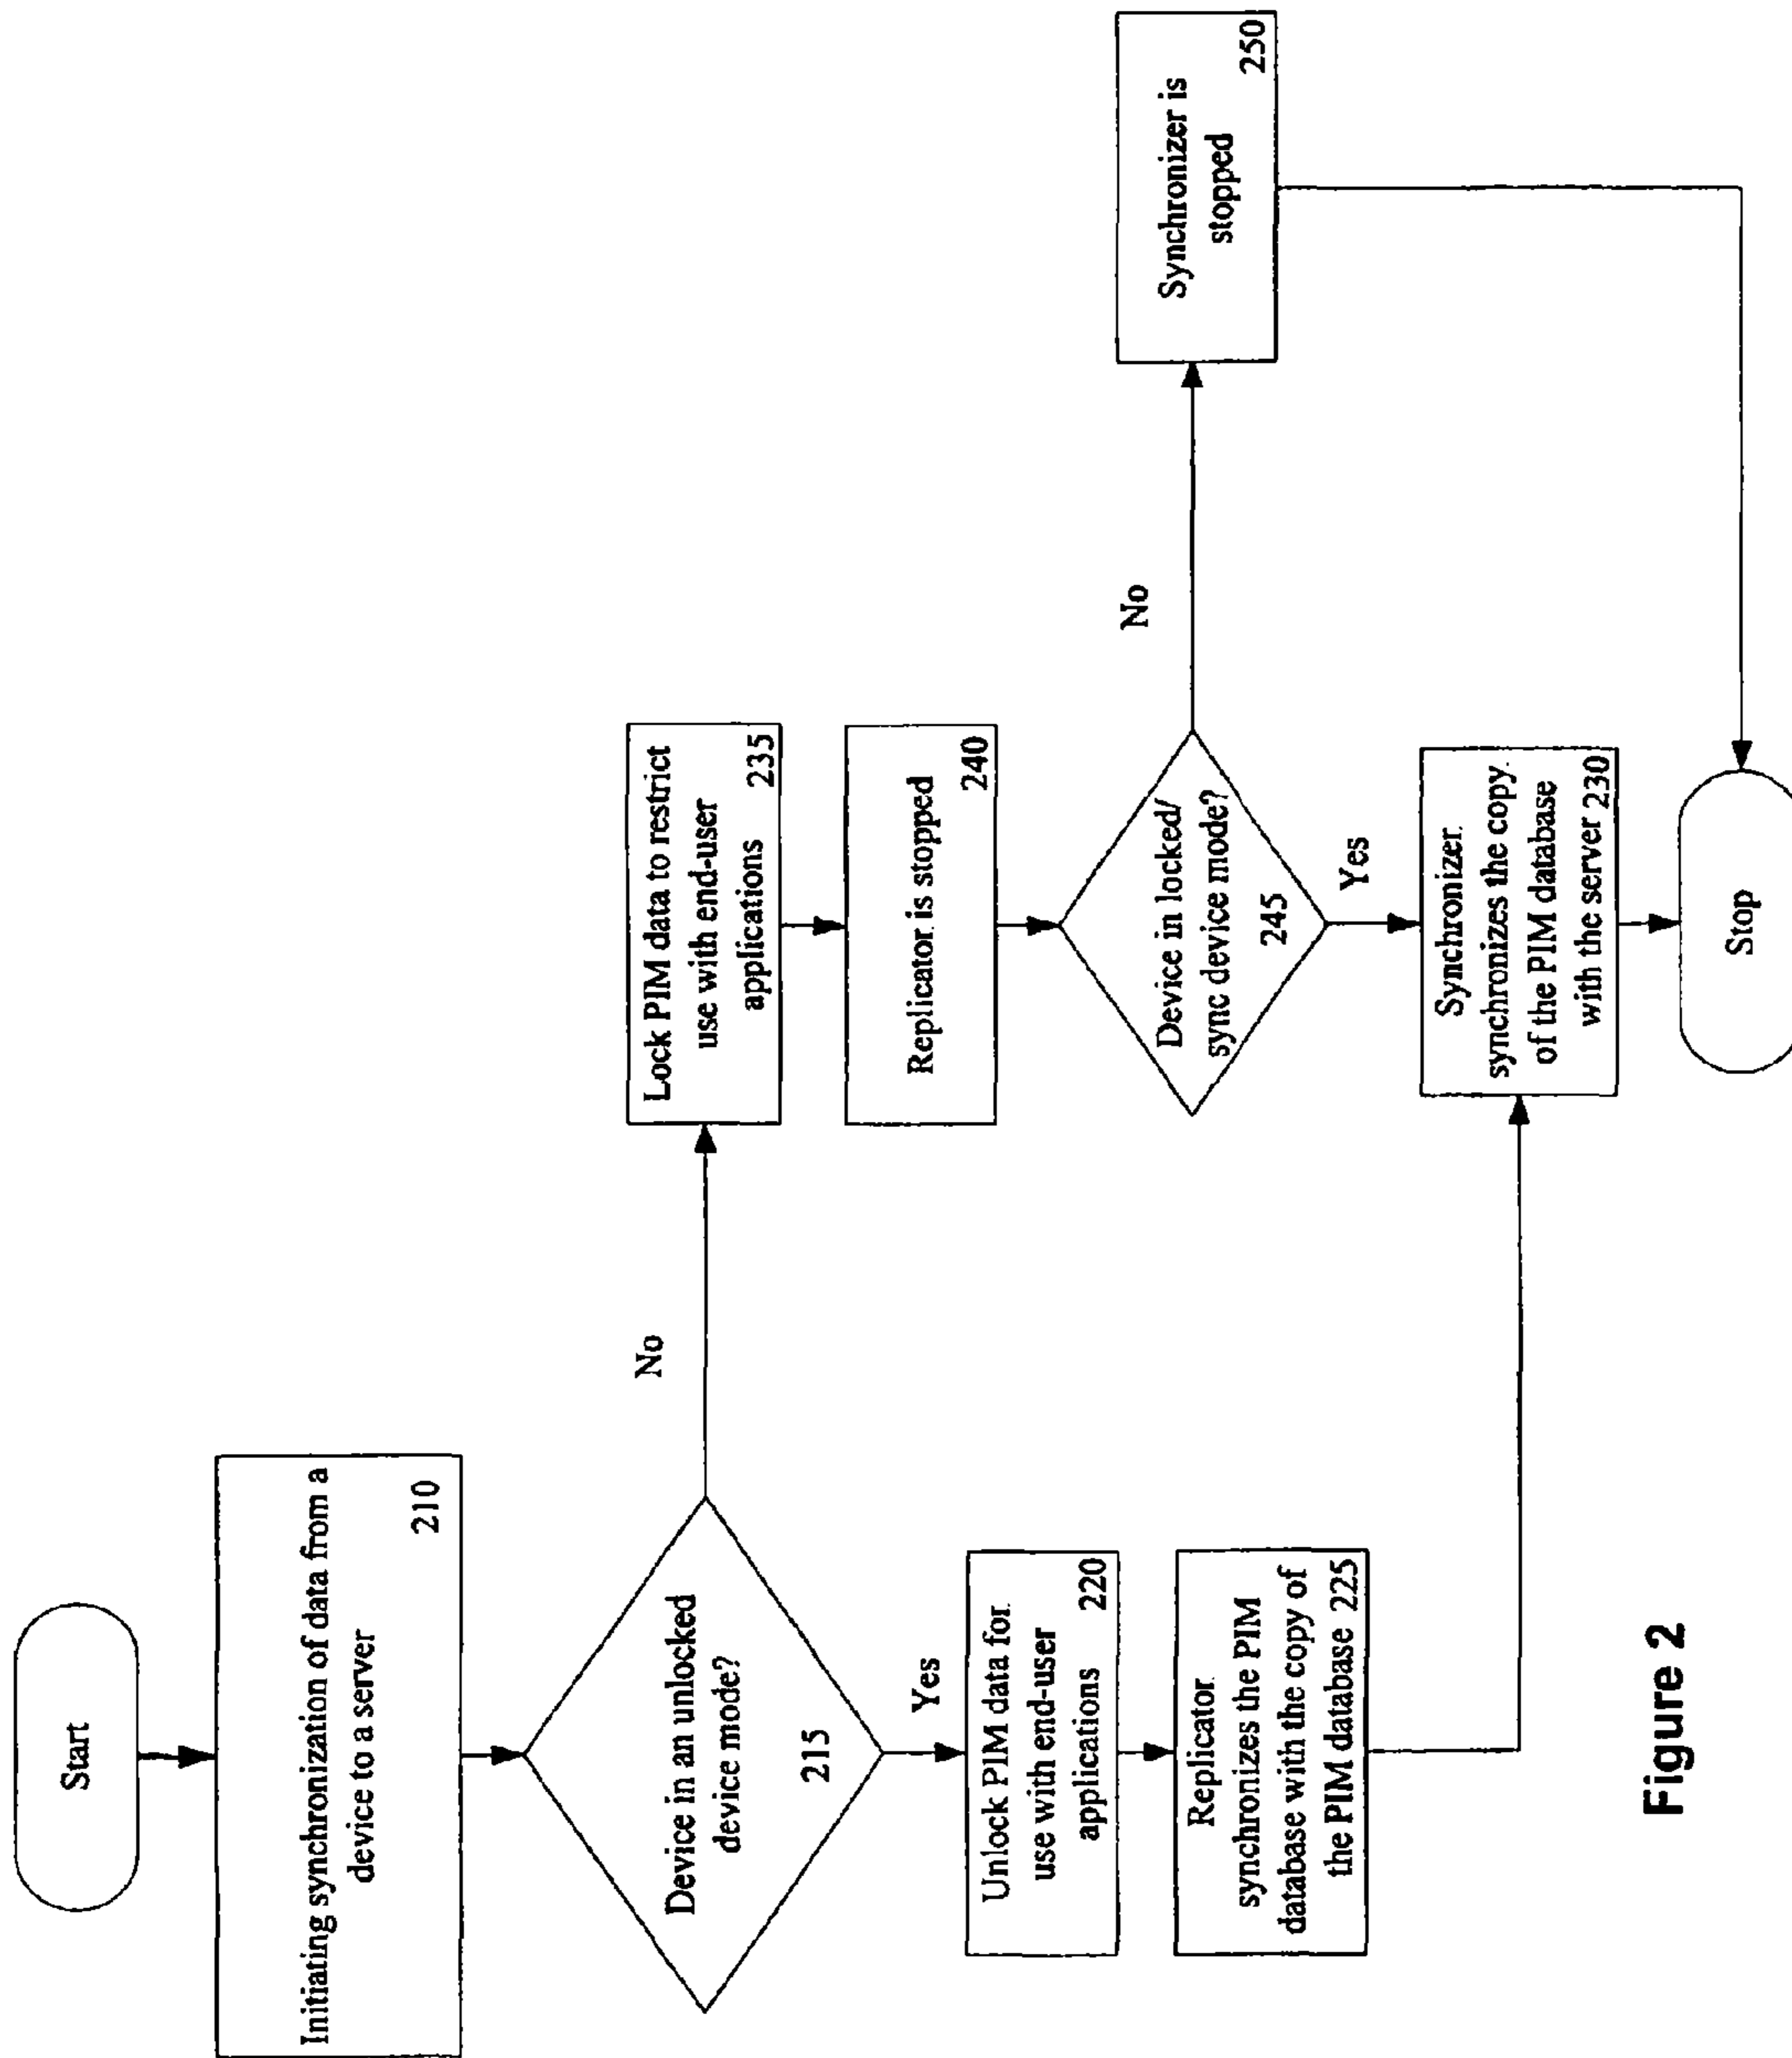 Start
Initiating synchronization of data from a
device to a server
210
Device in an unlocked
device mode?
215
Yes
No
Unlock PIM data for
use with end-user
applications 220
Replicator
synchronizes the PIM
database with the copy of
the PIM database 225
Lock PIM data to restrict
use with end-user
applications 235
Replicator is stopped
240
Device in locked/
sync device mode?
245
Yes
No
Synchronizer
synchronizes the copy
of the PIM database
with the server 230
Synchronizer is
stopped
250
Stop
Figure 2